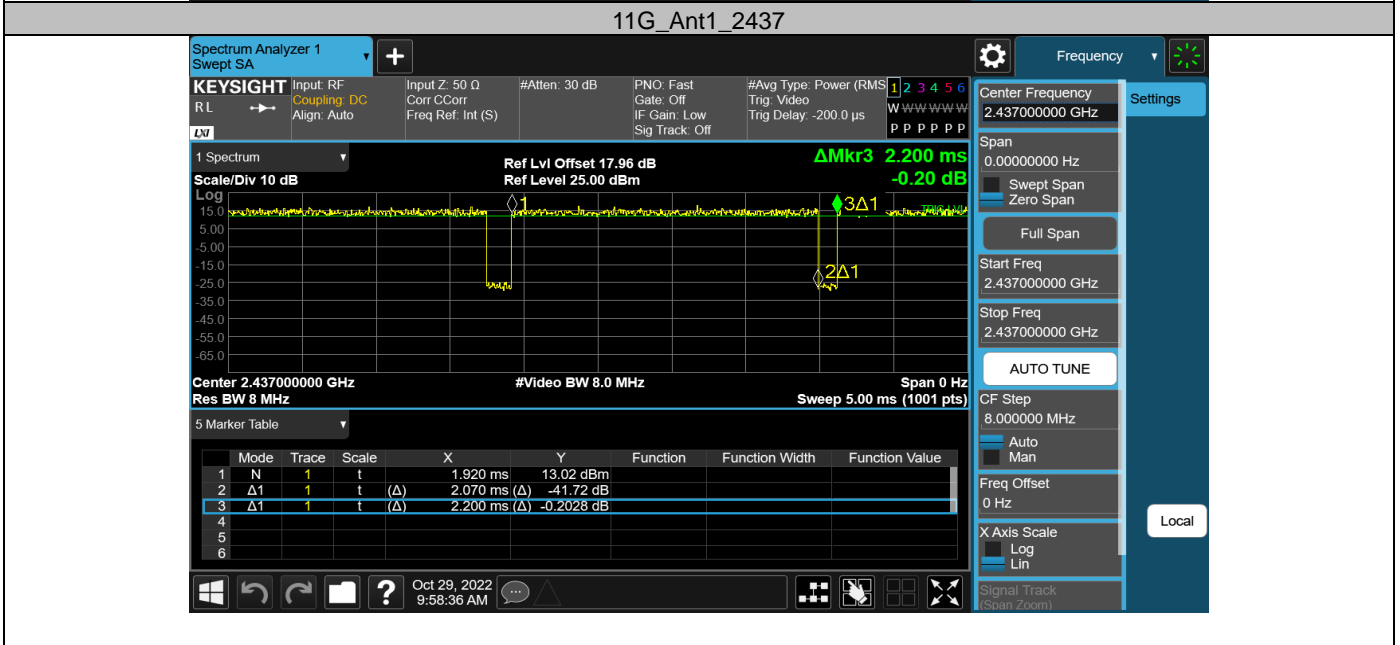 11G_Ant1_2437
Spectrum Analyzer 1
Swept SA
+
Frequency
KEYSIGHT
RL
LXI
Input: RF
Coupling: DC
Align: Auto
Input Z: 50 Ω
Corr CCorr
Freq Ref: Int (S)
#Atten: 30 dB
PNO: Fast
Gate: Off
IF Gain: Low
Sig Track: Off
#Avg Type: Power (RMS
Trig: Video
Trig Delay: -200.0 µs
1 2 3 4 5 6
W W W W W W
P P P P P P
1 Spectrum
Scale/Div 10 dB
Ref Lvl Offset 17.96 dB
Ref Level 25.00 dBm
ΔMkr3 2.200 ms
-0.20 dB
Log
15.0
5.00
-5.00
-15.0
-25.0
-35.0
-45.0
-55.0
-65.0
1
3Δ1
TRIG LVL
2Δ1
Center 2.437000000 GHz
#Video BW 8.0 MHz
Span 0 Hz
Res BW 8 MHz
Sweep 5.00 ms (1001 pts)
5 Marker Table
Mode Trace Scale X Y Function Function Width Function Value
1 N 1 t 1.920 ms 13.02 dBm
2 Δ1 1 t (Δ) 2.070 ms (Δ) -41.72 dB
3 Δ1 1 t (Δ) 2.200 ms (Δ) -0.2028 dB
4
5
6
?
Oct 29, 2022
9:58:36 AM
Center Frequency
2.437000000 GHz
Settings
Span
0.00000000 Hz
Swept Span
Zero Span
Full Span
Start Freq
2.437000000 GHz
Stop Freq
2.437000000 GHz
AUTO TUNE
CF Step
8.000000 MHz
Auto
Man
Freq Offset
0 Hz
Local
X Axis Scale
Log
Lin
Signal Track
(Span Zoom)